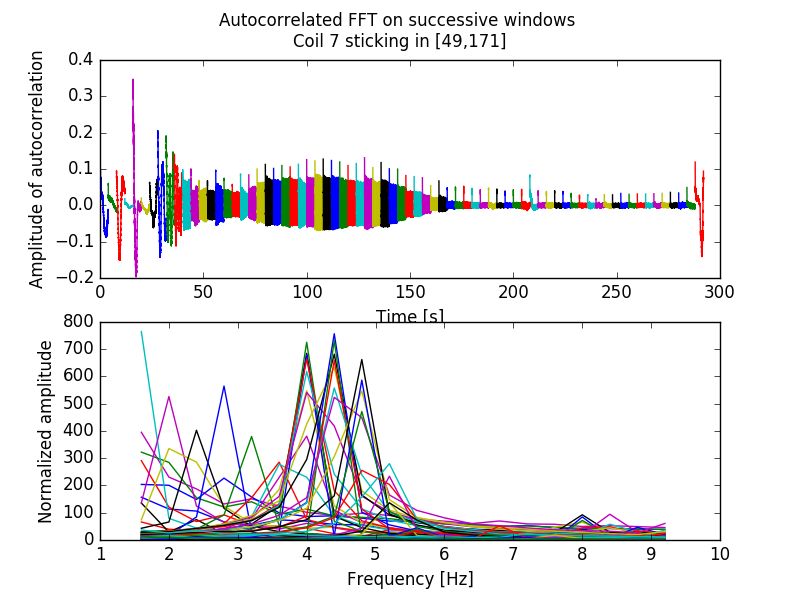 Autocorrelated FFT on successive windows
Coil 7 sticking in [49,171]
Amplitude of autocorrelation
0.4
0.3
0.2
0.1
0.0
−0.1
−0.2
0 50 100 150 200 250 300
Time [s]
Normalized amplitude
800
700
600
500
400
300
200
100
0
1 2 3 4 5 6 7 8 9 10
Frequency [Hz]